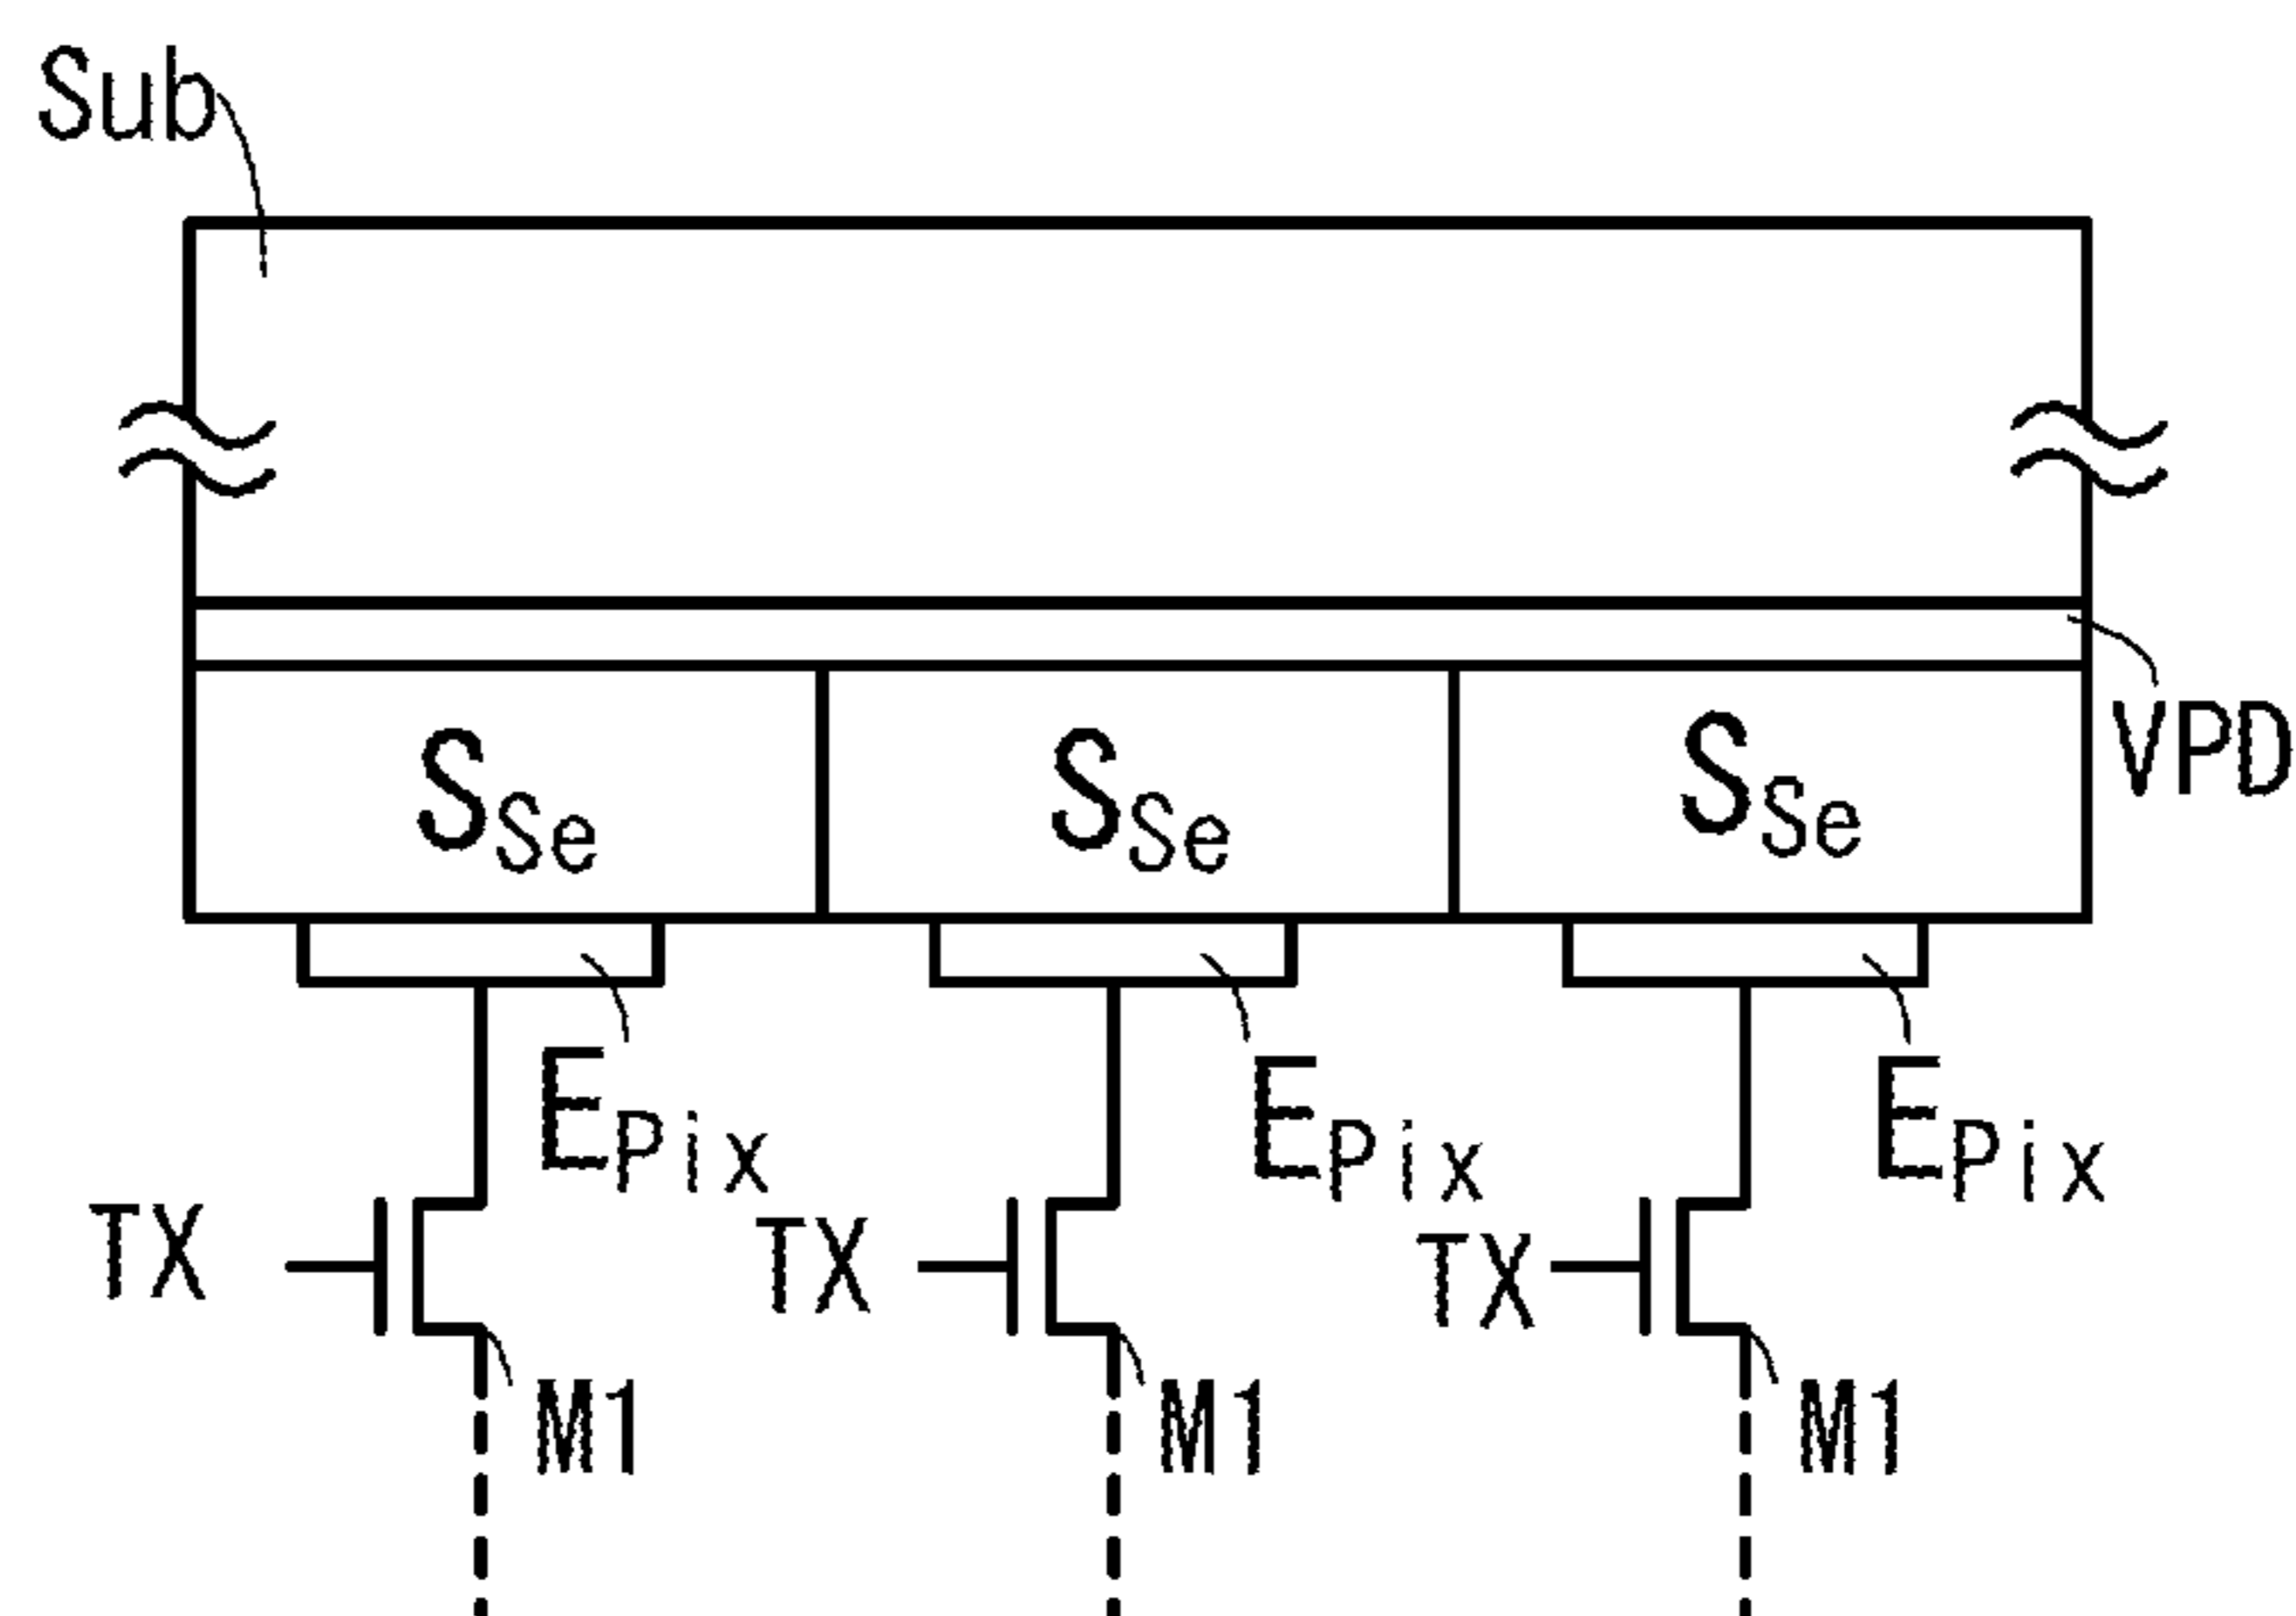 Sub
VPD
SSe SSe SSe
EPix EPix EPix
TX TX TX
M1 M1 M1